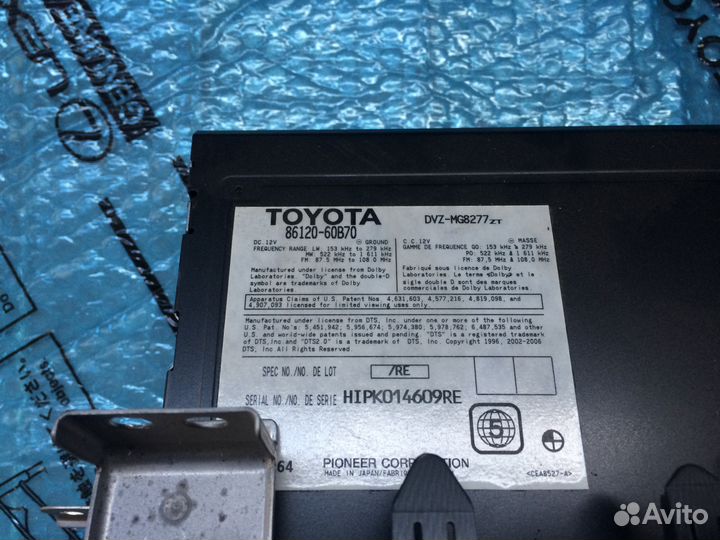 TOYOTA
86120-60B70
DVZ-MG8277ZT
DC.12V ⊖ GROUND
FREQUENCY RANGE LW. 153 kHz to 279 kHz
MW. 522 kHz to 1 611 kHz
FM: 87.5 MHz to 108.0 MHz
C.C.12V ⊖ MASSE
GAMME DE FREQUENCE GO: 153 kHz à 279 kHz
PO: 522 kHz à 1 611 kHz
FM: 87.5 MHz à 108.0 MHz
Manufactured under license from Dolby
Laboratories. "Dolby" and the double-D
symbol are trademarks of Dolby
Laboratories.
Fabriqué sous licence de Dolby
Laboratories. Le terme «Dolby» et le
sigle double D sont des marques
commerciales de Dolby Laboratories.
Apparatus Claims of U.S. Patent Nos. 4,631,603, 4,577,216, 4,819,098, and
4,907,093 licensed for limited viewing uses only.
Manufactured under license from DTS, Inc. under one or more of the following
U.S. Pat. No's: 5,451,942; 5,956,674; 5,974,380; 5,978,762; 6,487,535 and other
U.S. and world-wide patents issued and pending. "DTS" is a registered trademark
of DTS,Inc and "DTS2.0" is a trademark of DTS, Inc. Copyright 1996, 2002-2006
DTS, Inc All Rights Reserved.
SPEC NO./NO. DE LOT /RE
SERIAL NO./NO. DE SERIE HIPK014609RE
5
64
PIONEER CORPORATION
MADE IN JAPAN/FABRI
<CEA8527-A>
Avito